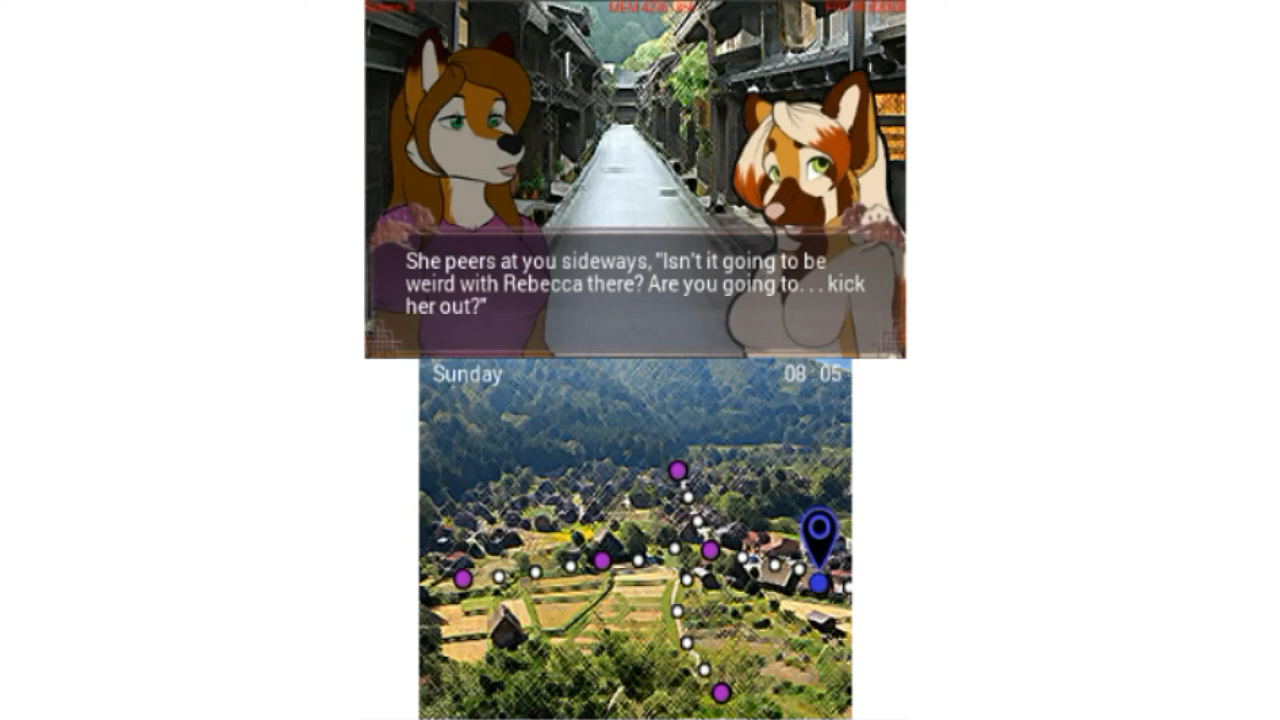 She peers at you sideways, "Isn't it going to be
weird with Rebecca there? Are you going to. . . kick
her out?"
Sunday
08 05